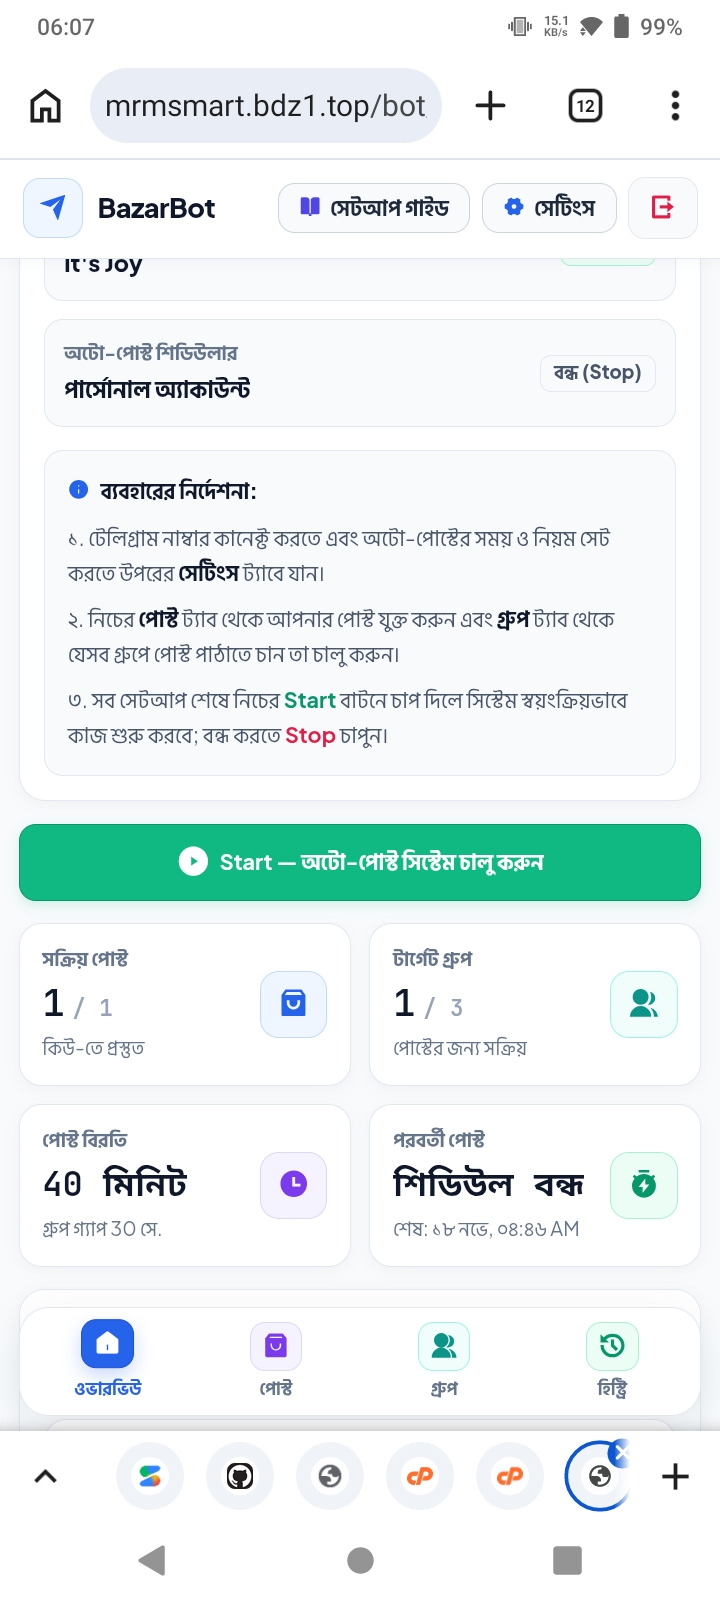 06:07
15.1
KB/s
99%
mrmsmart.bdz1.top/bot
12
BazarBot
সেটআপ গাইড
সেটিংস
It's Joy
অটো-পোস্ট শিডিউলার
পার্সোনাল অ্যাকাউন্ট
বন্ধ (Stop)
ব্যবহারের নির্দেশনা:
১. টেলিগ্রাম নাম্বার কানেক্ট করতে এবং অটো-পোস্টের সময় ও নিয়ম সেট
করতে উপরের সেটিংস ট্যাবে যান।
২. নিচের পোস্ট ট্যাব থেকে আপনার পোস্ট যুক্ত করুন এবং গ্রুপ ট্যাব থেকে
যেসব গ্রুপে পোস্ট পাঠাতে চান তা চালু করুন।
৩. সব সেটআপ শেষে নিচের Start বাটনে চাপ দিলে সিস্টেম স্বয়ংক্রিয়ভাবে
কাজ শুরু করবে; বন্ধ করতে Stop চাপুন।
Start — অটো-পোস্ট সিস্টেম চালু করুন
সক্রিয় পোস্ট
1 / 1
কিউ-তে প্রস্তুত
টার্গেট গ্রুপ
1 / 3
পোস্টের জন্য সক্রিয়
পোস্ট বিরতি
40 মিনিট
গ্রুপ গ্যাপ 30 সে.
পরবর্তী পোস্ট
শিডিউল বন্ধ
শেষ: ১৮ নভে, ০৪:৪৬ AM
ওভারভিউ
পোস্ট
গ্রুপ
হিস্ট্রি